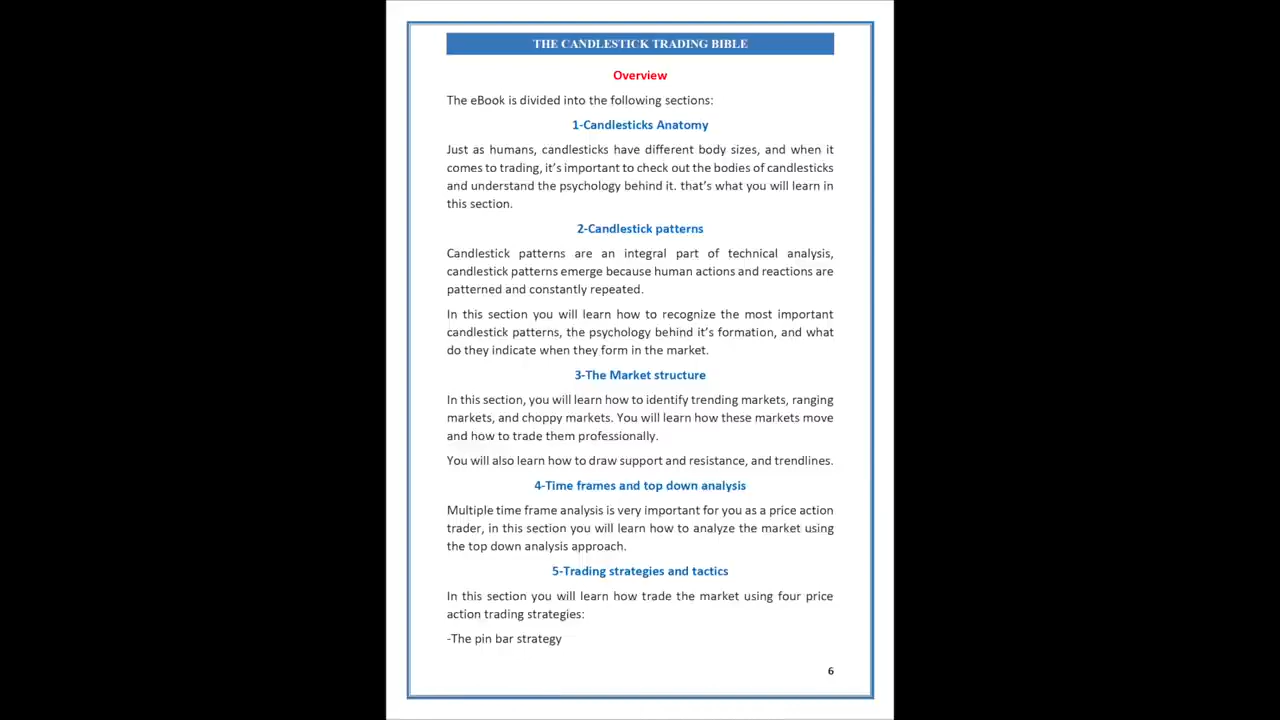 THE CANDLESTICK TRADING BIBLE
Overview
The eBook is divided into the following sections:
1-Candlesticks Anatomy
Just as humans, candlesticks have different body sizes, and when it
comes to trading, it's important to check out the bodies of candlesticks
and understand the psychology behind it. that's what you will learn in
this section.
2-Candlestick patterns
Candlestick patterns are an integral part of technical analysis,
candlestick patterns emerge because human actions and reactions are
patterned and constantly repeated.
In this section you will learn how to recognize the most important
candlestick patterns, the psychology behind it's formation, and what
do they indicate when they form in the market.
3-The Market structure
In this section, you will learn how to identify trending markets, ranging
markets, and choppy markets. You will learn how these markets move
and how to trade them professionally.
You will also learn how to draw support and resistance, and trendlines.
4-Time frames and top down analysis
Multiple time frame analysis is very important for you as a price action
trader, in this section you will learn how to analyze the market using
the top down analysis approach.
5-Trading strategies and tactics
In this section you will learn how trade the market using four price
action trading strategies:
-The pin bar strategy
6